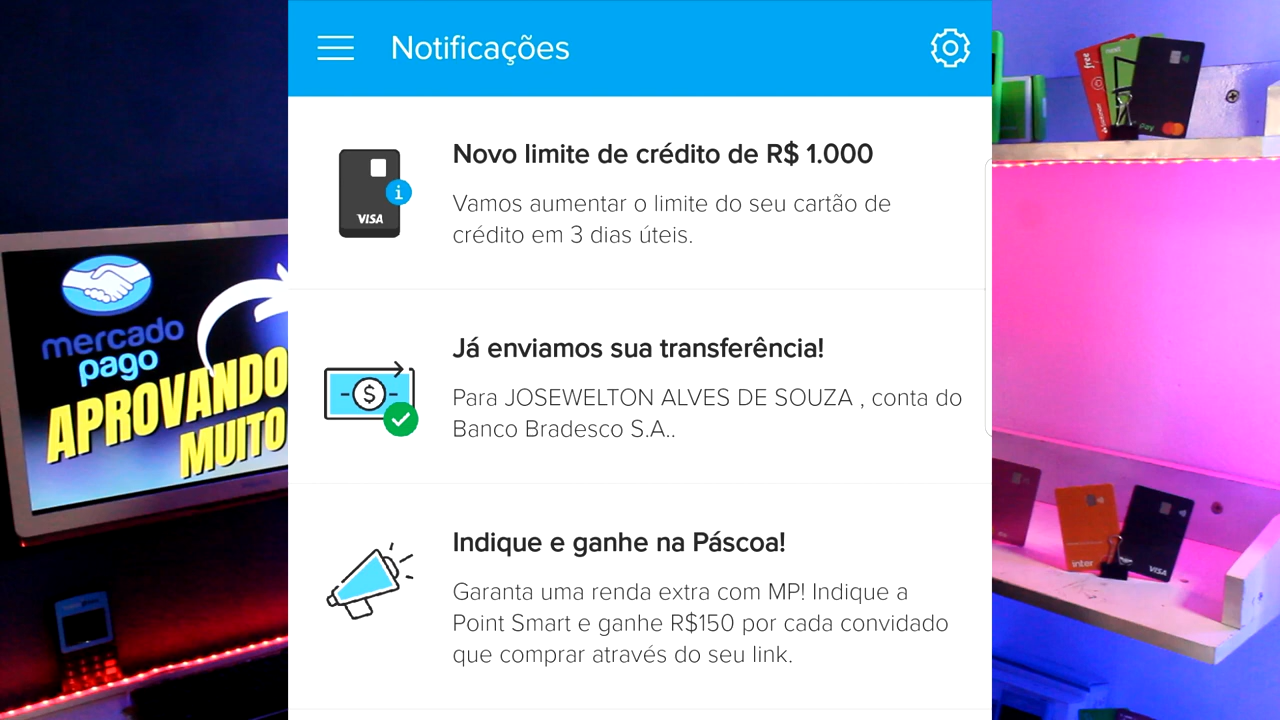 Notificações
Novo limite de crédito de R$ 1.000
Vamos aumentar o limite do seu cartão de
crédito em 3 dias úteis.
VISA
Já enviamos sua transferência!
Para JOSEWELTON ALVES DE SOUZA , conta do
Banco Bradesco S.A..
Indique e ganhe na Páscoa!
Garanta uma renda extra com MP! Indique a
Point Smart e ganhe R$150 por cada convidado
que comprar através do seu link.
mercado
pago
APROVANDO
MUITO
free
pay
inter
VISA